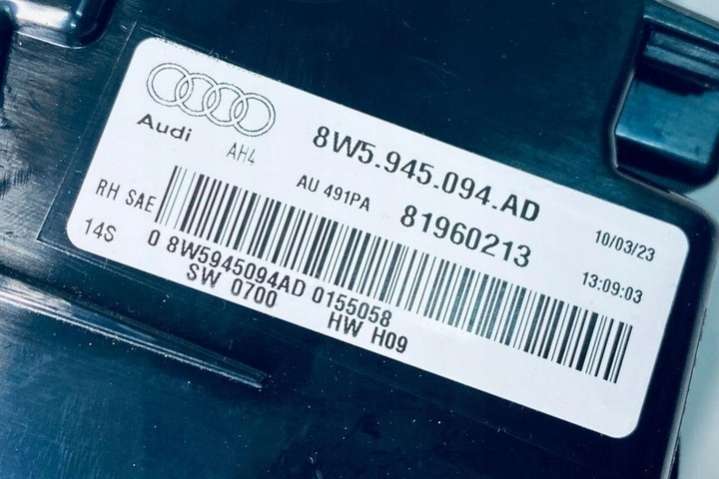 Audi
AH4
8W5.945.094.AD
AU 491PA
81960213
10/03/23
13:09:03
RH SAE
14S
0 8W5945094AD 0155058
SW 0700
HW H09